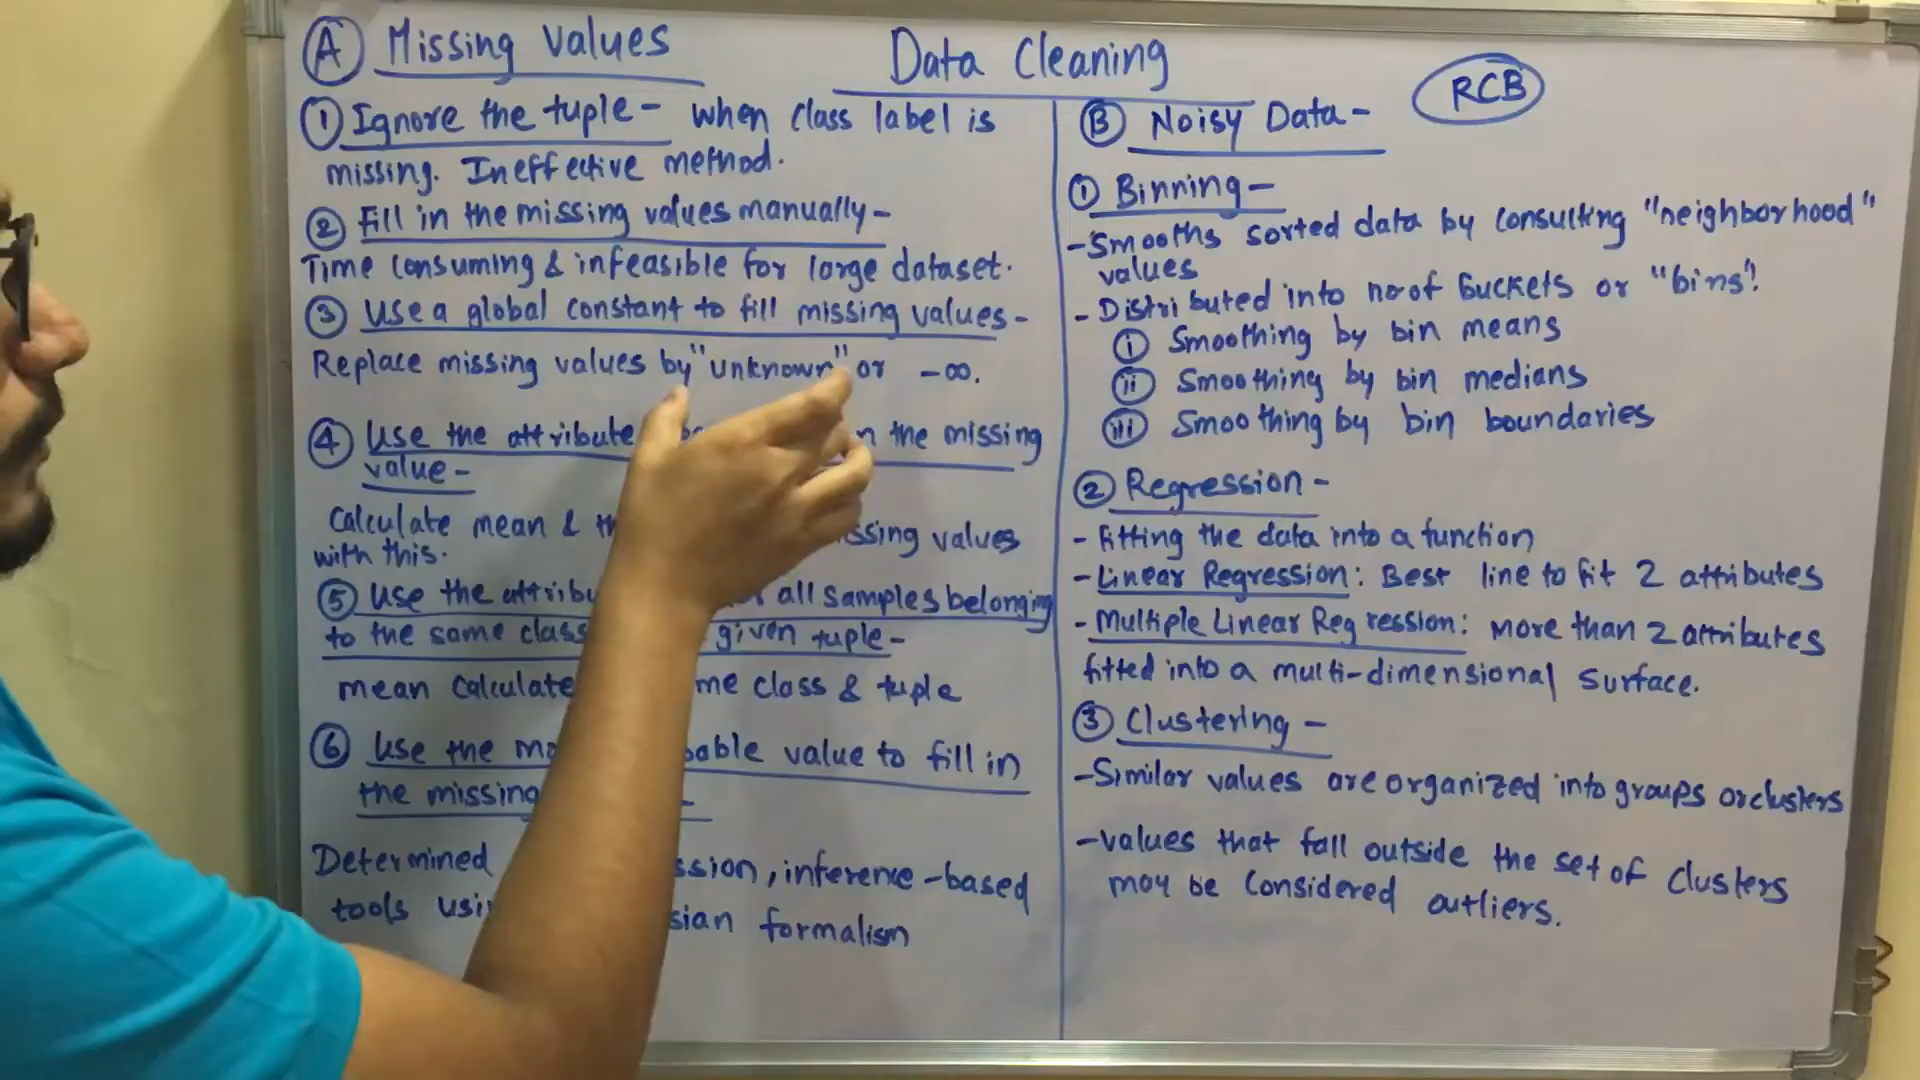 Data Cleaning
RCB
Ⓐ Missing Values
① Ignore the tuple - when class label is
missing. Ineffective method.
② Fill in the missing values manually -
Time consuming & infeasible for large dataset.
③ Use a global constant to fill missing values -
Replace missing values by "unknown" or -∞.
④ Use the attribute the missing
value -
Calculate mean & values
with this.
⑤ Use the all samples belonging
to the same given tuple -
mean class & tuple
⑥ Use the value to fill in
the missing
Determined , inference-based
tools formalism
Ⓑ Noisy Data -
① Binning -
- Smooths sorted data by consulting "neighborhood"
values
- Distributed into no of buckets or "bins".
ⓘ Smoothing by bin means
ⓘⓘ Smoothing by bin medians
ⓘⓘⓘ Smoothing by bin boundaries
② Regression -
- Fitting the data into a function
- Linear Regression: Best line to fit 2 attributes
- Multiple Linear Regression: more than 2 attributes
fitted into a multi-dimensional surface.
③ Clustering -
- Similar values are organized into groups or clusters
- values that fall outside the set of clusters
may be considered outliers.